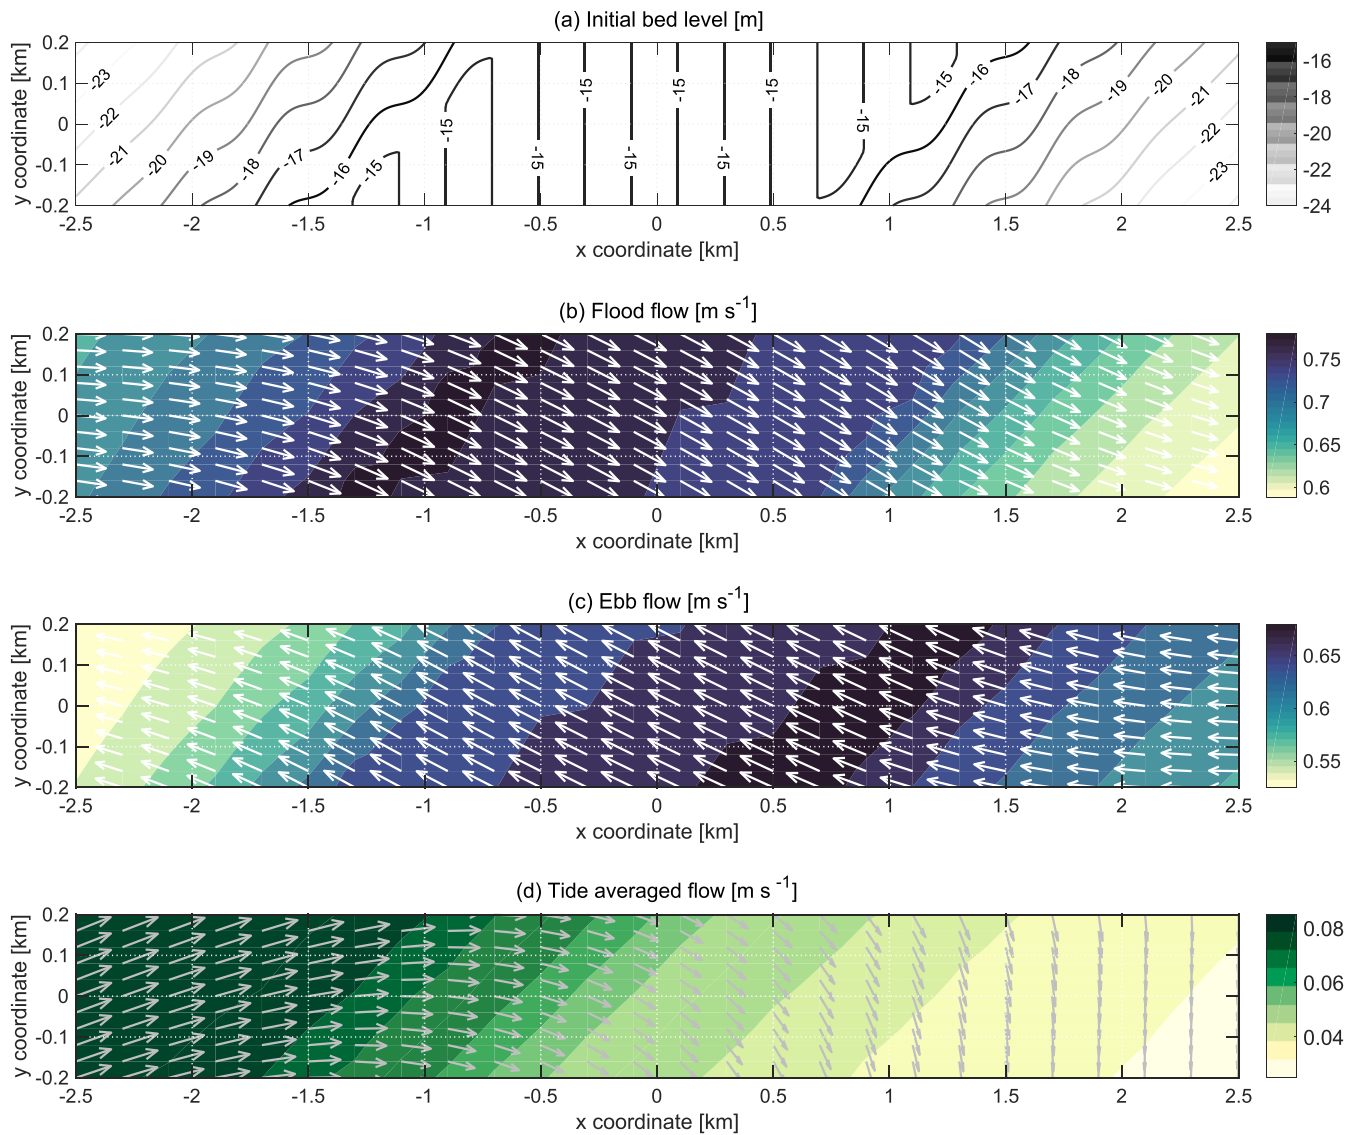 (a) Initial bed level [m]
y coordinate [km]
0.2
0.1
0
-0.1
-0.2
-23 -22 -21 -20 -19 -18 -17 -16 -15 -15 -15 -15 -15 -15 -15 -15 -15 -15 -15 -16 -17 -18 -19 -20 -21 -22 -23
-2.5 -2 -1.5 -1 -0.5 0 0.5 1 1.5 2 2.5
x coordinate [km]
-16
-18
-20
-22
-24
(b) Flood flow [m s-1]
y coordinate [km]
0.2
0.1
0
-0.1
-0.2
-2.5 -2 -1.5 -1 -0.5 0 0.5 1 1.5 2 2.5
x coordinate [km]
0.75
0.7
0.65
0.6
(c) Ebb flow [m s-1]
y coordinate [km]
0.2
0.1
0
-0.1
-0.2
-2.5 -2 -1.5 -1 -0.5 0 0.5 1 1.5 2 2.5
x coordinate [km]
0.65
0.6
0.55
(d) Tide averaged flow [m s -1]
y coordinate [km]
0.2
0.1
0
-0.1
-0.2
-2.5 -2 -1.5 -1 -0.5 0 0.5 1 1.5 2 2.5
x coordinate [km]
0.08
0.06
0.04